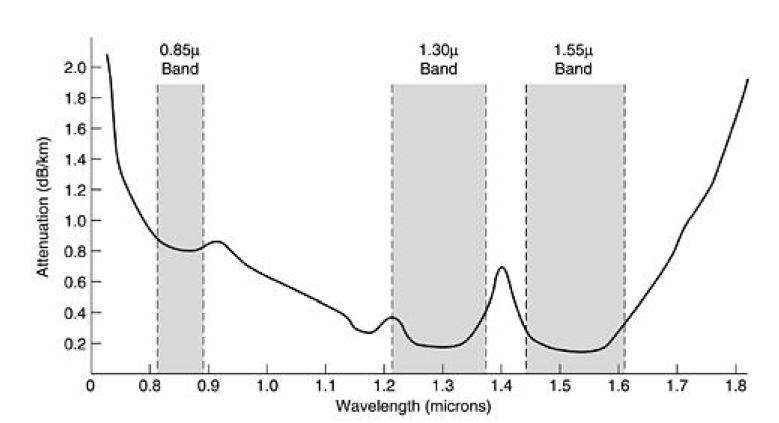 0.85μ
Band
1.30μ
Band
1.55μ
Band
2.0
1.8
1.6
1.4
1.2
1.0
0.8
0.6
0.4
0.2
Attenuation (dB/km)
0 0.8 0.9 1.0 1.1 1.2 1.3 1.4 1.5 1.6 1.7 1.8
Wavelength (microns)